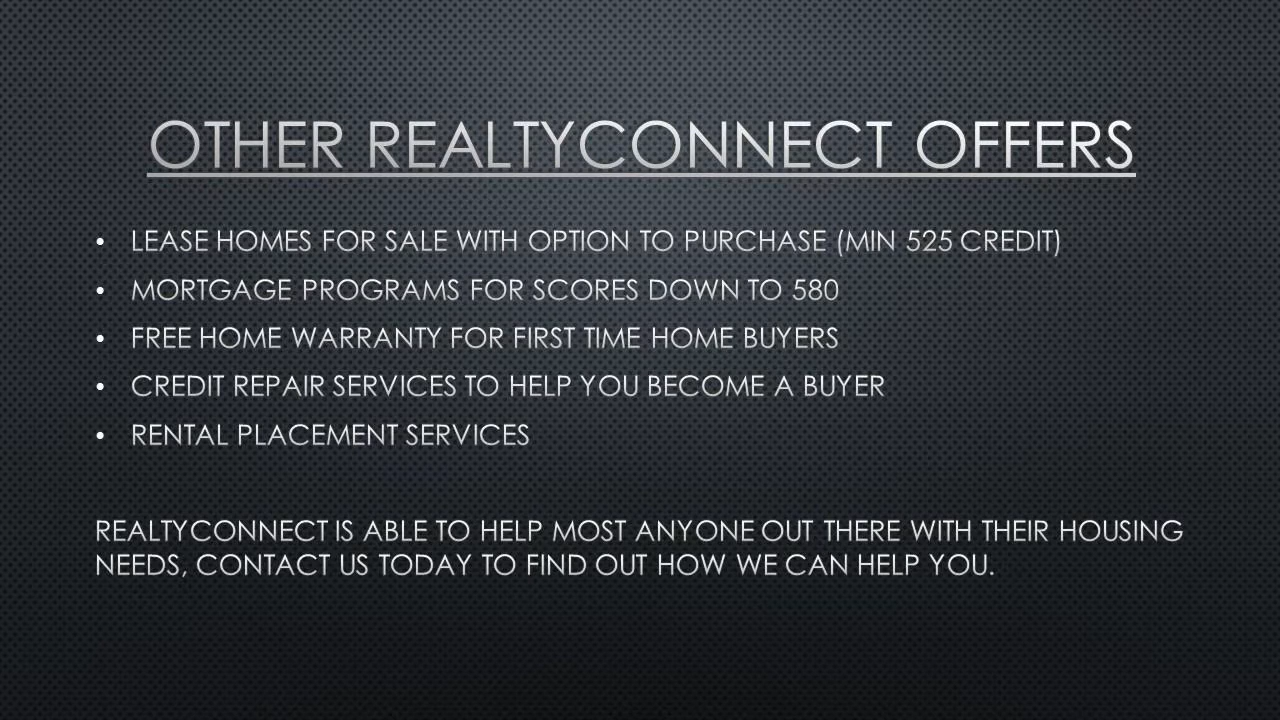 OTHER REALTYCONNECT OFFERS
• LEASE HOMES FOR SALE WITH OPTION TO PURCHASE (MIN 525 CREDIT)
• MORTGAGE PROGRAMS FOR SCORES DOWN TO 580
• FREE HOME WARRANTY FOR FIRST TIME HOME BUYERS
• CREDIT REPAIR SERVICES TO HELP YOU BECOME A BUYER
• RENTAL PLACEMENT SERVICES
REALTYCONNECT IS ABLE TO HELP MOST ANYONE OUT THERE WITH THEIR HOUSING
NEEDS, CONTACT US TODAY TO FIND OUT HOW WE CAN HELP YOU.